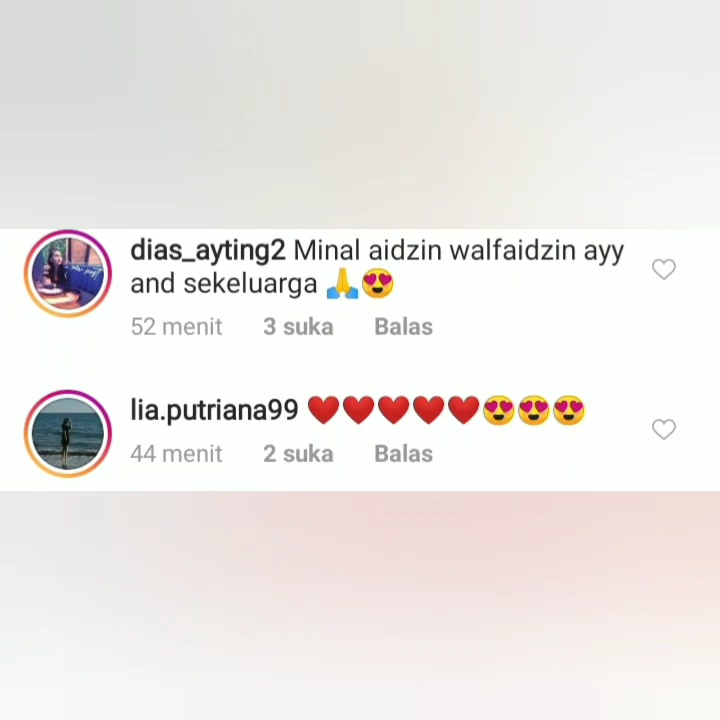 dias_ayting2 Minal aidzin walfaidzin ayy
and sekeluarga 🙏😍
52 menit 3 suka Balas
lia.putriana99 ❤️❤️❤️❤️❤️😍😍😍
44 menit 2 suka Balas